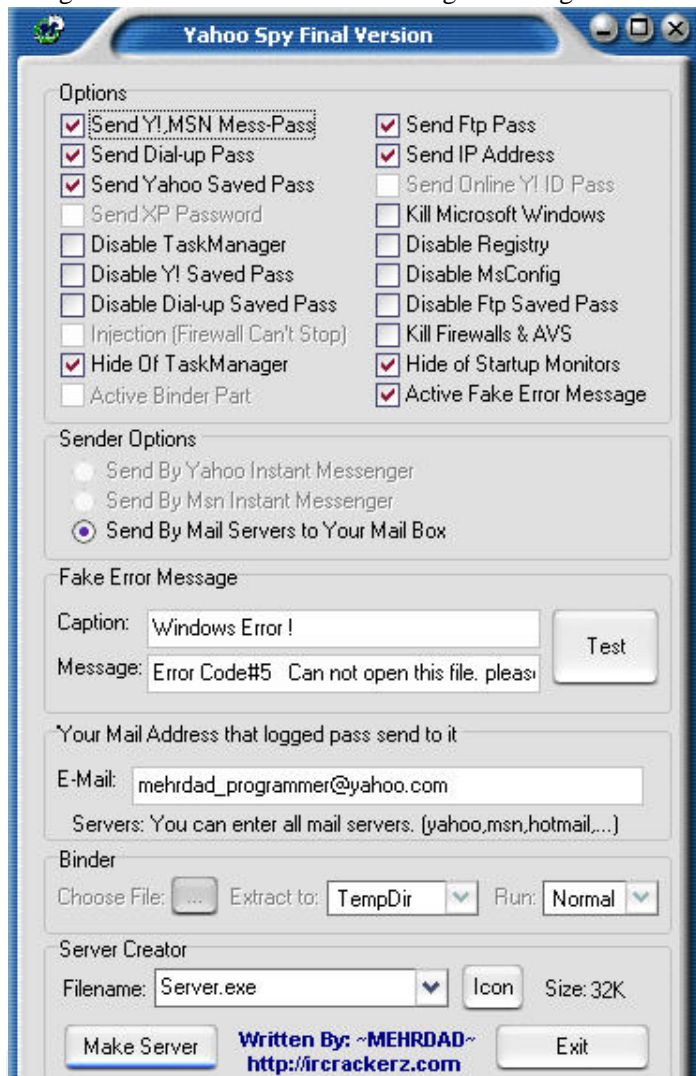 Yahoo Spy Final Version
Options
Send Y!,MSN Mess-Pass
Send Ftp Pass
Send Dial-up Pass
Send IP Address
Send Yahoo Saved Pass
Send Online Y! ID Pass
Send XP Password
Kill Microsoft Windows
Disable TaskManager
Disable Registry
Disable Y! Saved Pass
Disable MsConfig
Disable Dial-up Saved Pass
Disable Ftp Saved Pass
Injection (Firewall Can't Stop)
Kill Firewalls & AVS
Hide Of TaskManager
Hide of Startup Monitors
Active Binder Part
Active Fake Error Message
Sender Options
Send By Yahoo Instant Messenger
Send By Msn Instant Messenger
Send By Mail Servers to Your Mail Box
Fake Error Message
Caption: Windows Error !
Test
Message: Error Code#5 Can not open this file. pleas
Your Mail Address that logged pass send to it
E-Mail: mehrdad_programmer@yahoo.com
Servers: You can enter all mail servers. (yahoo,msn,hotmail,...)
Binder
Choose File: ... Extract to: TempDir Run: Normal
Server Creator
Filename: Server.exe Icon Size: 32K
Make Server
Written By: ~MEHRDAD~
http://ircrackerz.com
Exit